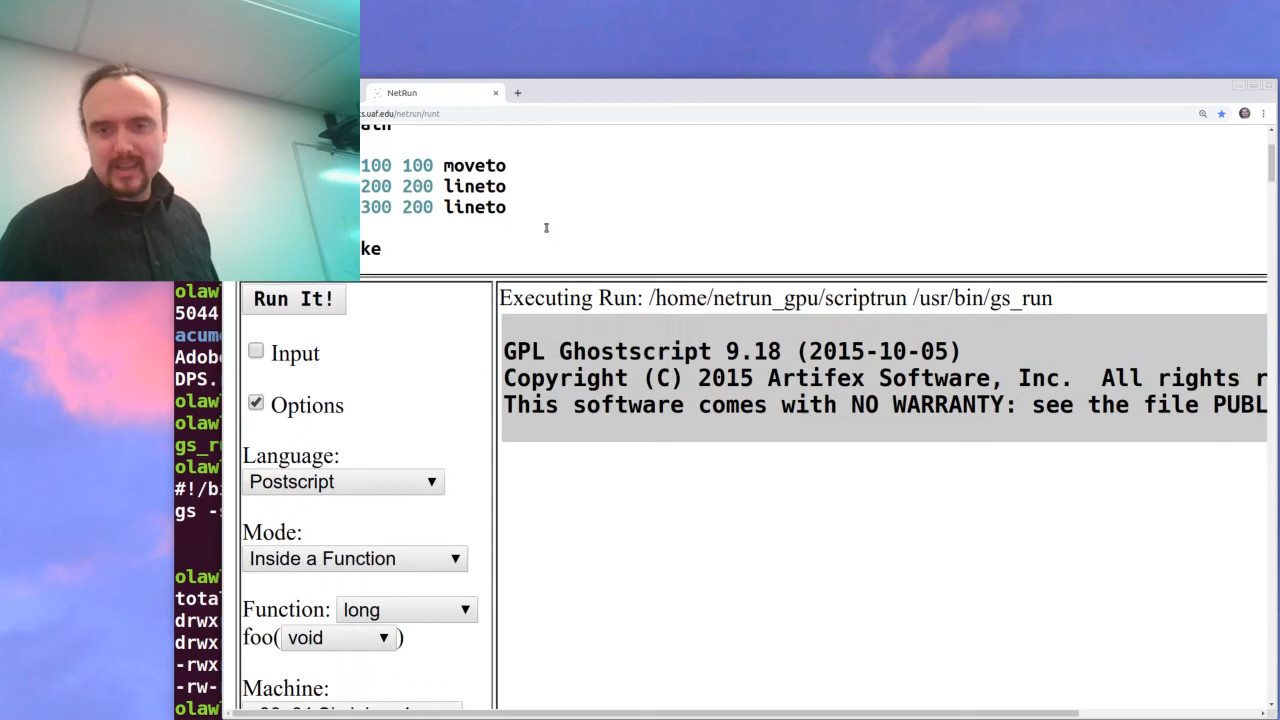 NetRun
cs.uaf.edu/netrun/runt
100 100 moveto
200 200 lineto
300 200 lineto
ke
Run It!
Executing Run: /home/netrun_gpu/scriptrun /usr/bin/gs_run
Input
GPL Ghostscript 9.18 (2015-10-05)
Copyright (C) 2015 Artifex Software, Inc. All rights r
This software comes with NO WARRANTY: see the file PUBL
Options
Language:
Postscript
Mode:
Inside a Function
Function: long
foo( void )
Machine:
olaw
5044
acum
Adob
DPS.
olaw
olaw
gs_r
olaw
#!/b
gs -
olaw
tota
drwx
drwx
-rwx
-rw-
olaw